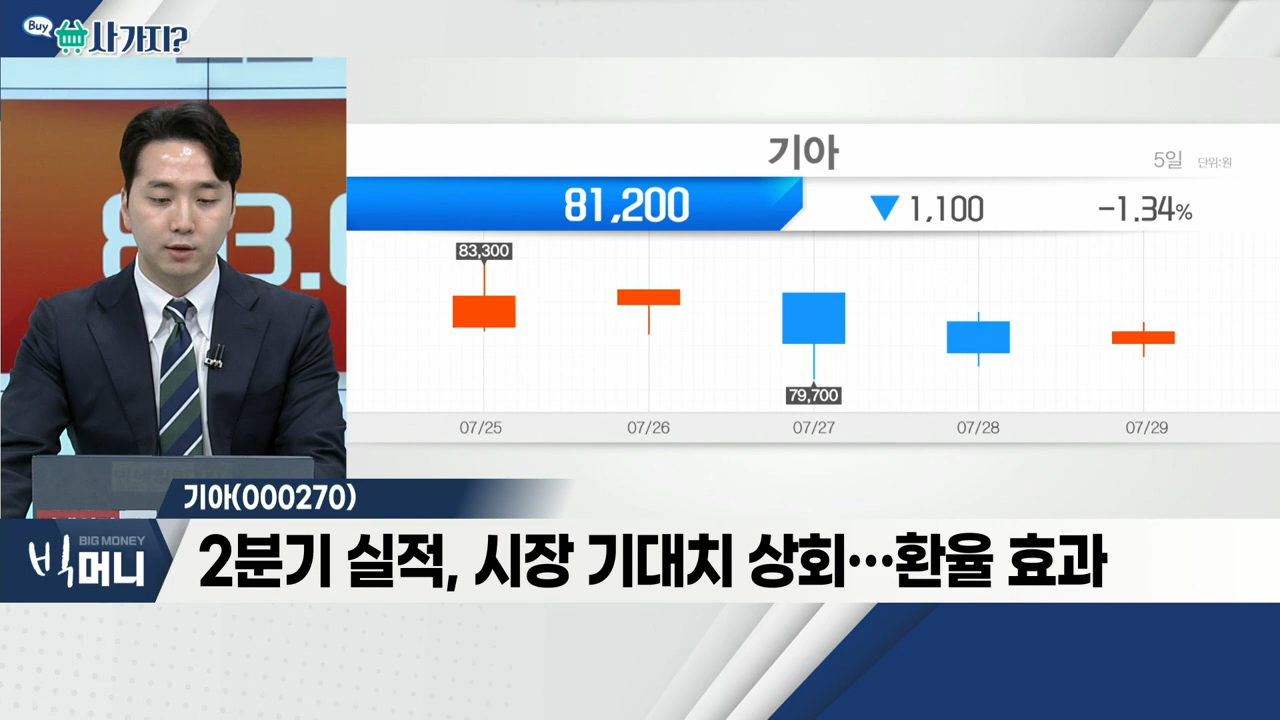 Buy
사가지?
기아
5일 단위:원
81,200 ▼ 1,100 -1.34%
83,300
79,700
07/25 07/26 07/27 07/28 07/29
기아(000270)
BIG MONEY
빅머니
2분기 실적, 시장 기대치 상회…환율 효과